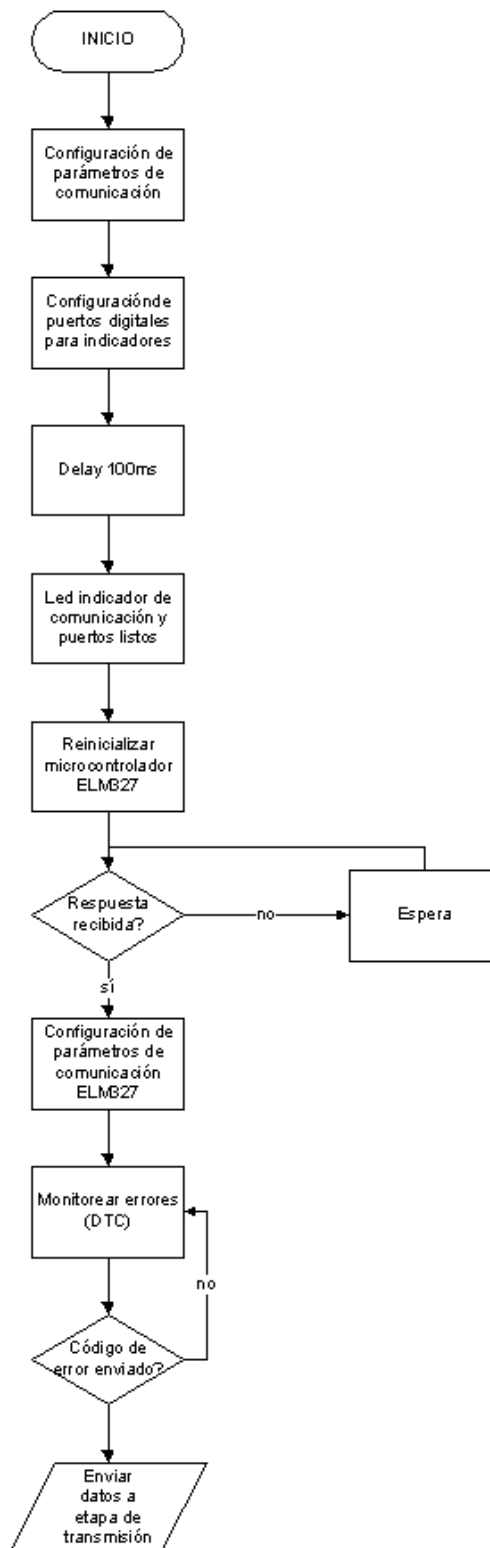 INICIO
Configuración de
parámetros de
comunicación
Configuraciónde
puertos digitales
para indicadores
Delay 100ms
Led indicador de
comunicación y
puertos listos
Reinicializar
microcontrolador
ELM327
Respuesta
recibida?
no
Espera
sí
Configuración de
parámetros de
comunicación
ELM327
Monitorear errores
(DTC)
no
Código de
error enviado?
Enviar
datos a
etapa de
transmisión